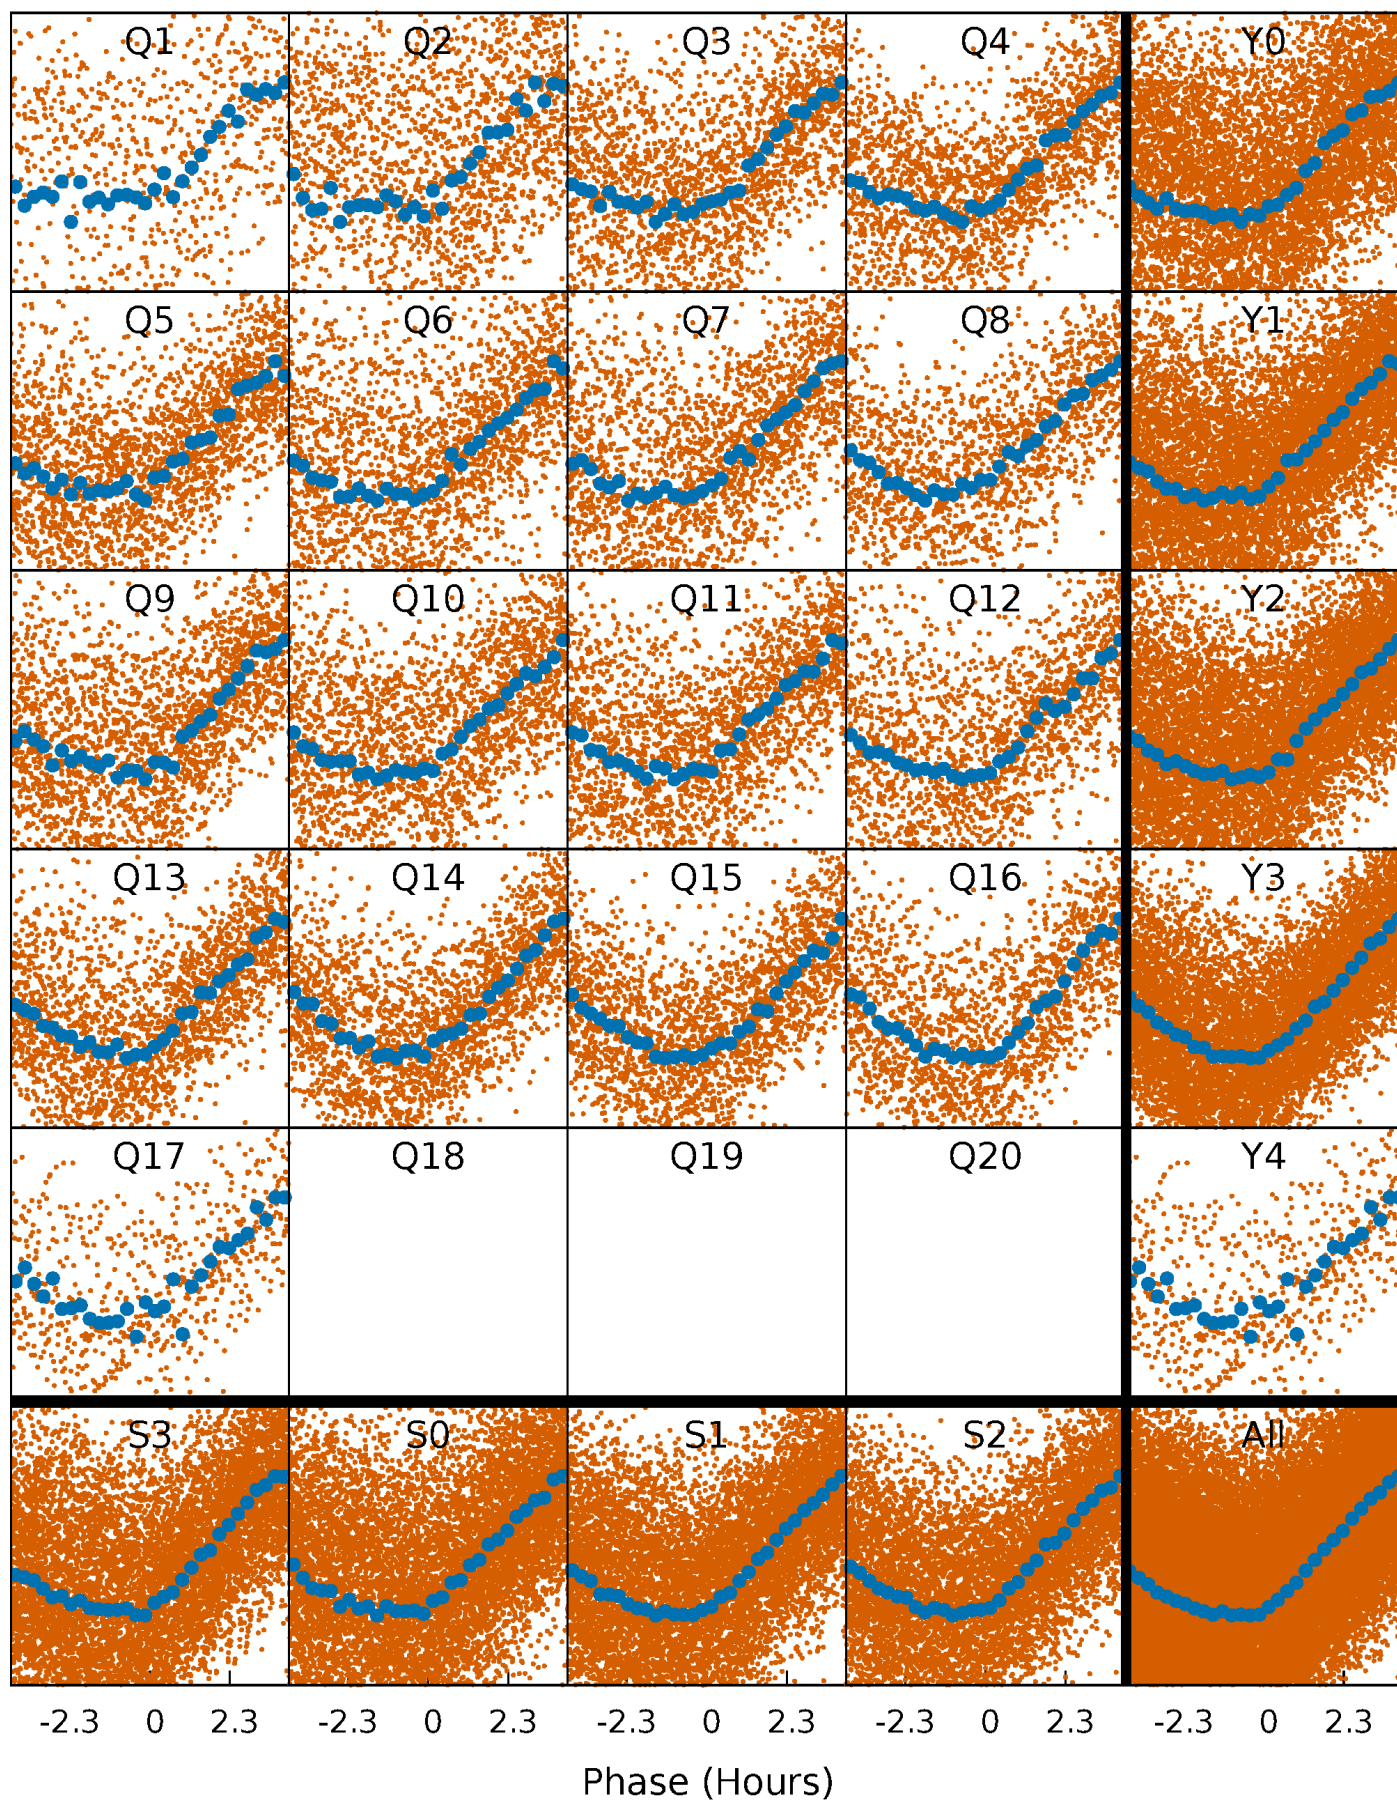 Q1 Q2 Q3 Q4 Y0
Q5 Q6 Q7 Q8 Y1
Q9 Q10 Q11 Q12 Y2
Q13 Q14 Q15 Q16 Y3
Q17 Q18 Q19 Q20 Y4
S3 S0 S1 S2 All
-2.3 0 2.3 -2.3 0 2.3 -2.3 0 2.3 -2.3 0 2.3 -2.3 0 2.3
Phase (Hours)